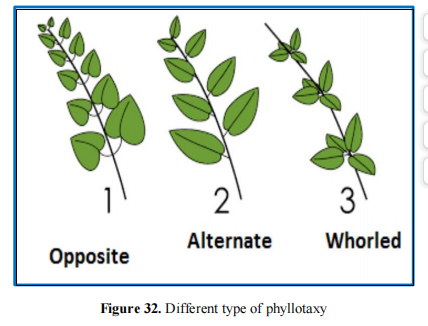 1 2 3
Opposite Alternate Whorled
Figure 32. Different type of phyllotaxy